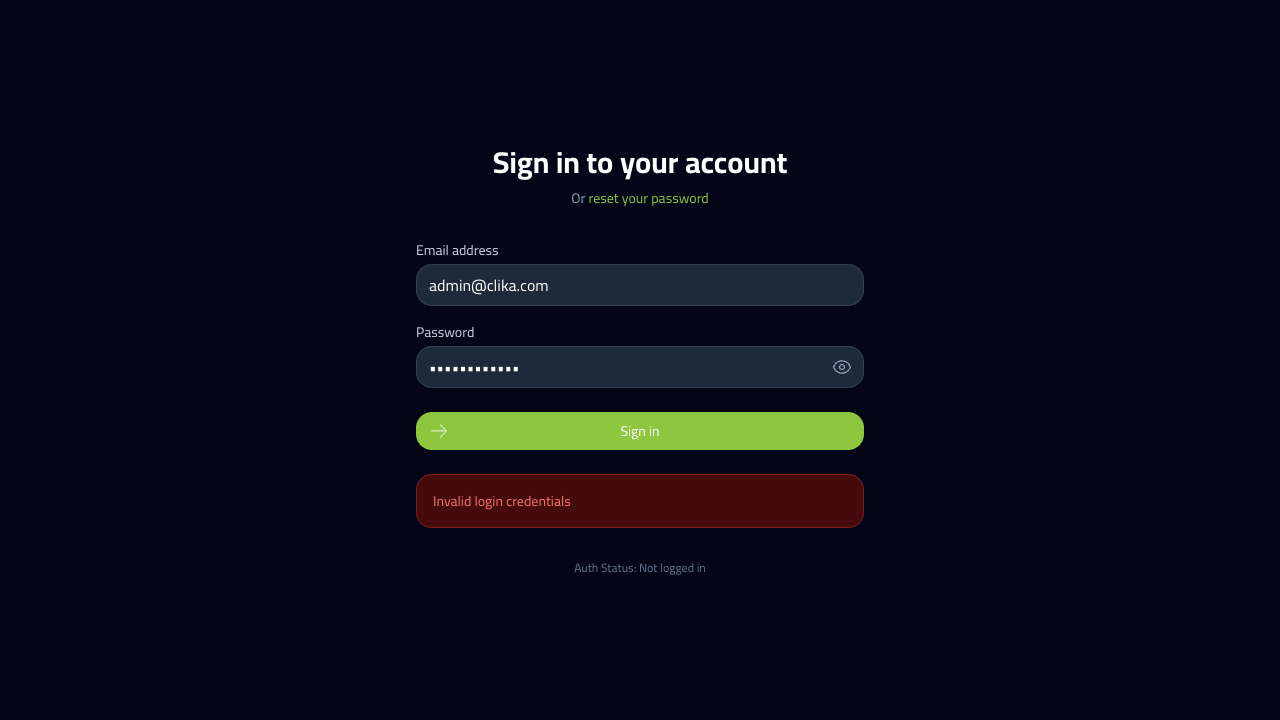 Sign in to your account
Or reset your password
Email address
admin@clika.com
Password
••••••••••••
Sign in
Invalid login credentials
Auth Status: Not logged in